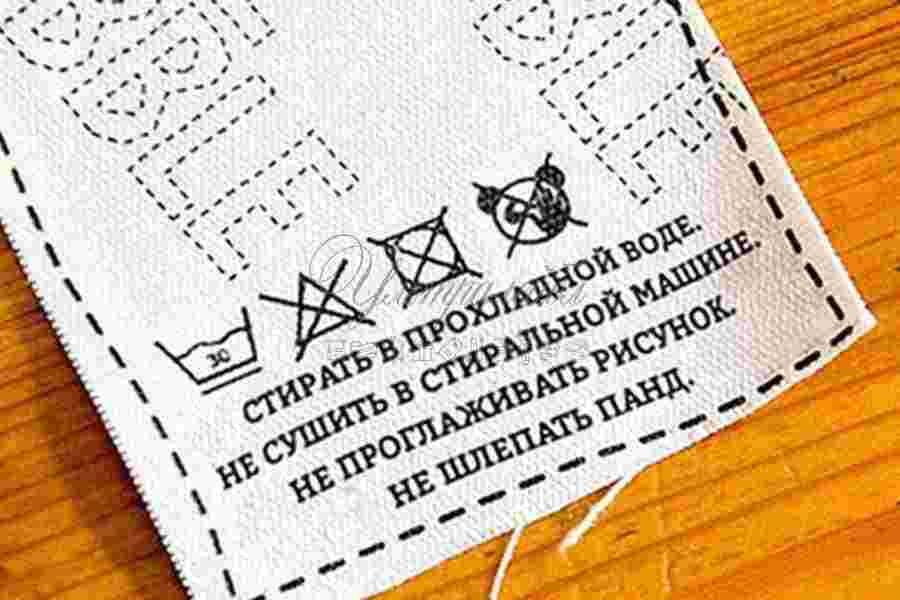 30
СТИРАТЬ В ПРОХЛАДНОЙ ВОДЕ.
НЕ СУШИТЬ В СТИРАЛЬНОЙ МАШИНЕ.
НЕ ПРОГЛАЖИВАТЬ РИСУНОК.
НЕ ШЛЕПАТЬ ПАНД.